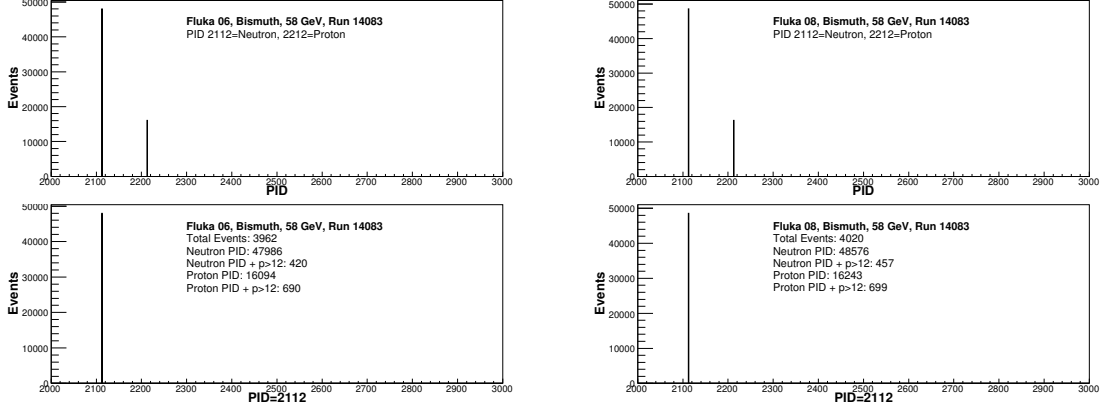 Fluka 06, Bismuth, 58 GeV, Run 14083
PID 2112=Neutron, 2212=Proton
Events
50000
40000
30000
20000
10000
0
2000 2100 2200 2300 2400 2500 2600 2700 2800 2900 3000
PID
Fluka 08, Bismuth, 58 GeV, Run 14083
PID 2112=Neutron, 2212=Proton
Events
50000
40000
30000
20000
10000
0
2000 2100 2200 2300 2400 2500 2600 2700 2800 2900 3000
PID
Fluka 06, Bismuth, 58 GeV, Run 14083
Total Events: 3962
Neutron PID: 47986
Neutron PID + p>12: 420
Proton PID: 16094
Proton PID + p>12: 690
Events
50000
40000
30000
20000
10000
0
2000 2100 2200 2300 2400 2500 2600 2700 2800 2900 3000
PID=2112
Fluka 08, Bismuth, 58 GeV, Run 14083
Total Events: 4020
Neutron PID: 48576
Neutron PID + p>12: 457
Proton PID: 16243
Proton PID + p>12: 699
Events
50000
40000
30000
20000
10000
0
2000 2100 2200 2300 2400 2500 2600 2700 2800 2900 3000
PID=2112